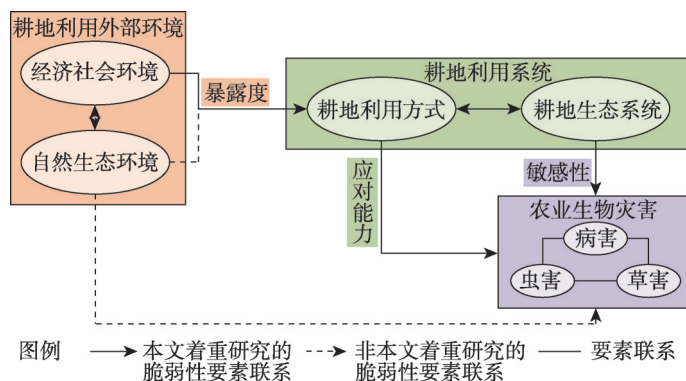 耕地利用外部环境
经济社会环境
自然生态环境
暴露度
耕地利用系统
耕地利用方式
耕地生态系统
应对能力
敏感性
农业生物灾害
病害
虫害
草害
图例
本文着重研究的
脆弱性要素联系
非本文着重研究的
脆弱性要素联系
要素联系